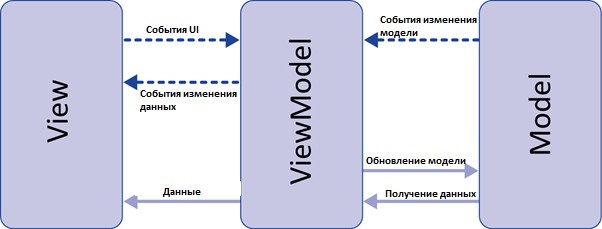 View
События UI
События изменения
данных
Данные
ViewModel
События изменения
модели
Обновление модели
Получение данных
Model